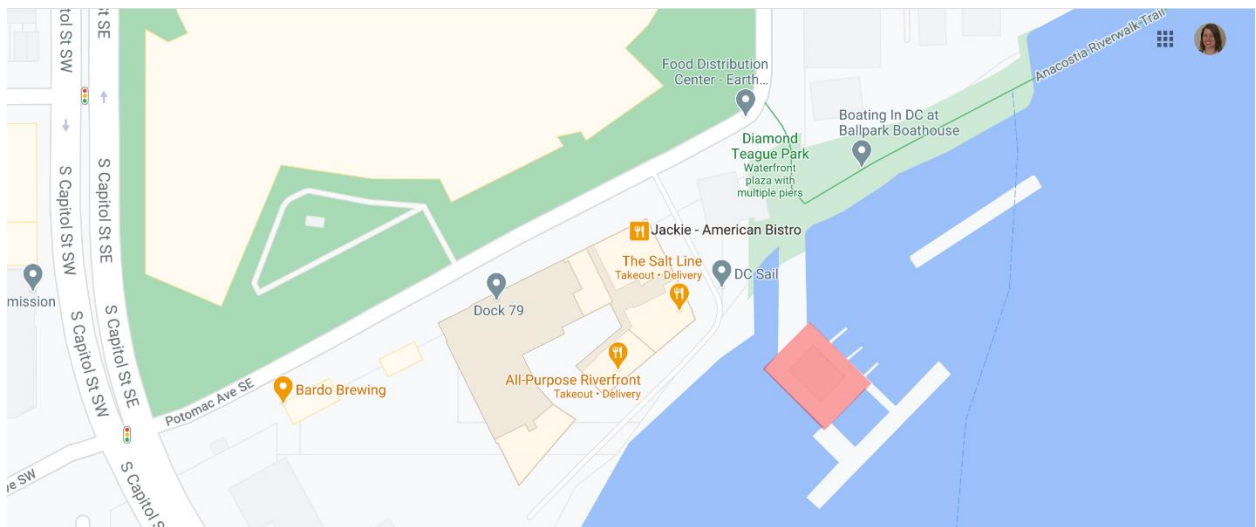 S Capitol St SW
St SE
S Capitol St SW
S Capitol St SE
mission
S Capitol St SW
S Capitol St SE
S Capitol St
ve SW
Potomac Ave SE
Bardo Brewing
Dock 79
All-Purpose Riverfront
Takeout • Delivery
The Salt Line
Takeout • Delivery
Jackie - American Bistro
DC Sail
Food Distribution
Center - Earth...
Diamond
Teague Park
Waterfront
plaza with
multiple piers
Boating In DC at
Ballpark Boathouse
Anacostia Riverwalk Trail